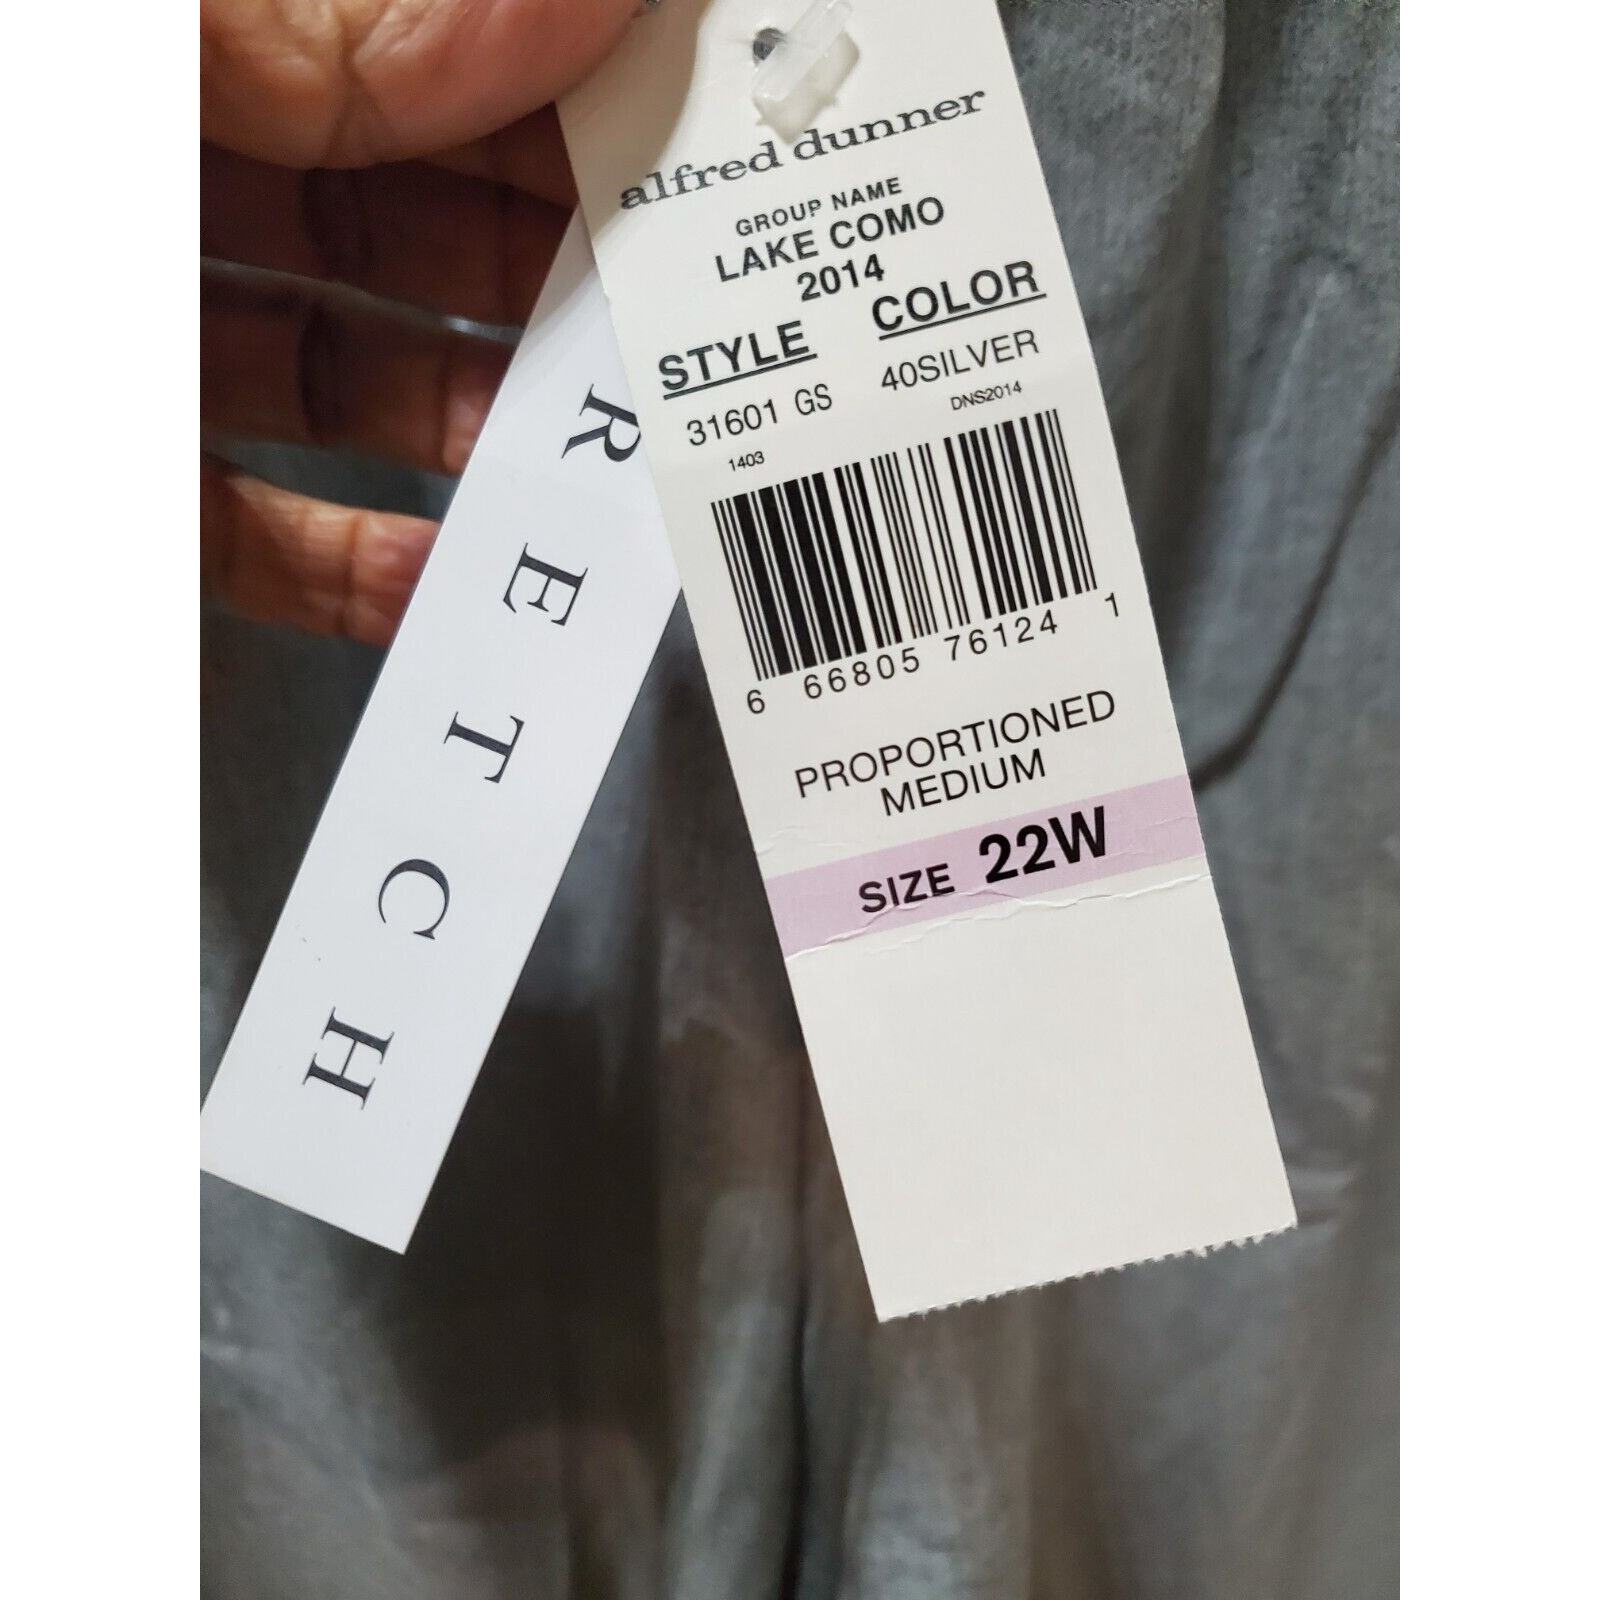 alfred dunner
GROUP NAME
LAKE COMO
2014
STYLE COLOR
31601 GS 40SILVER
1403 DNS2014
6 66805 76124 1
PROPORTIONED
MEDIUM
SIZE 22W
RETCH